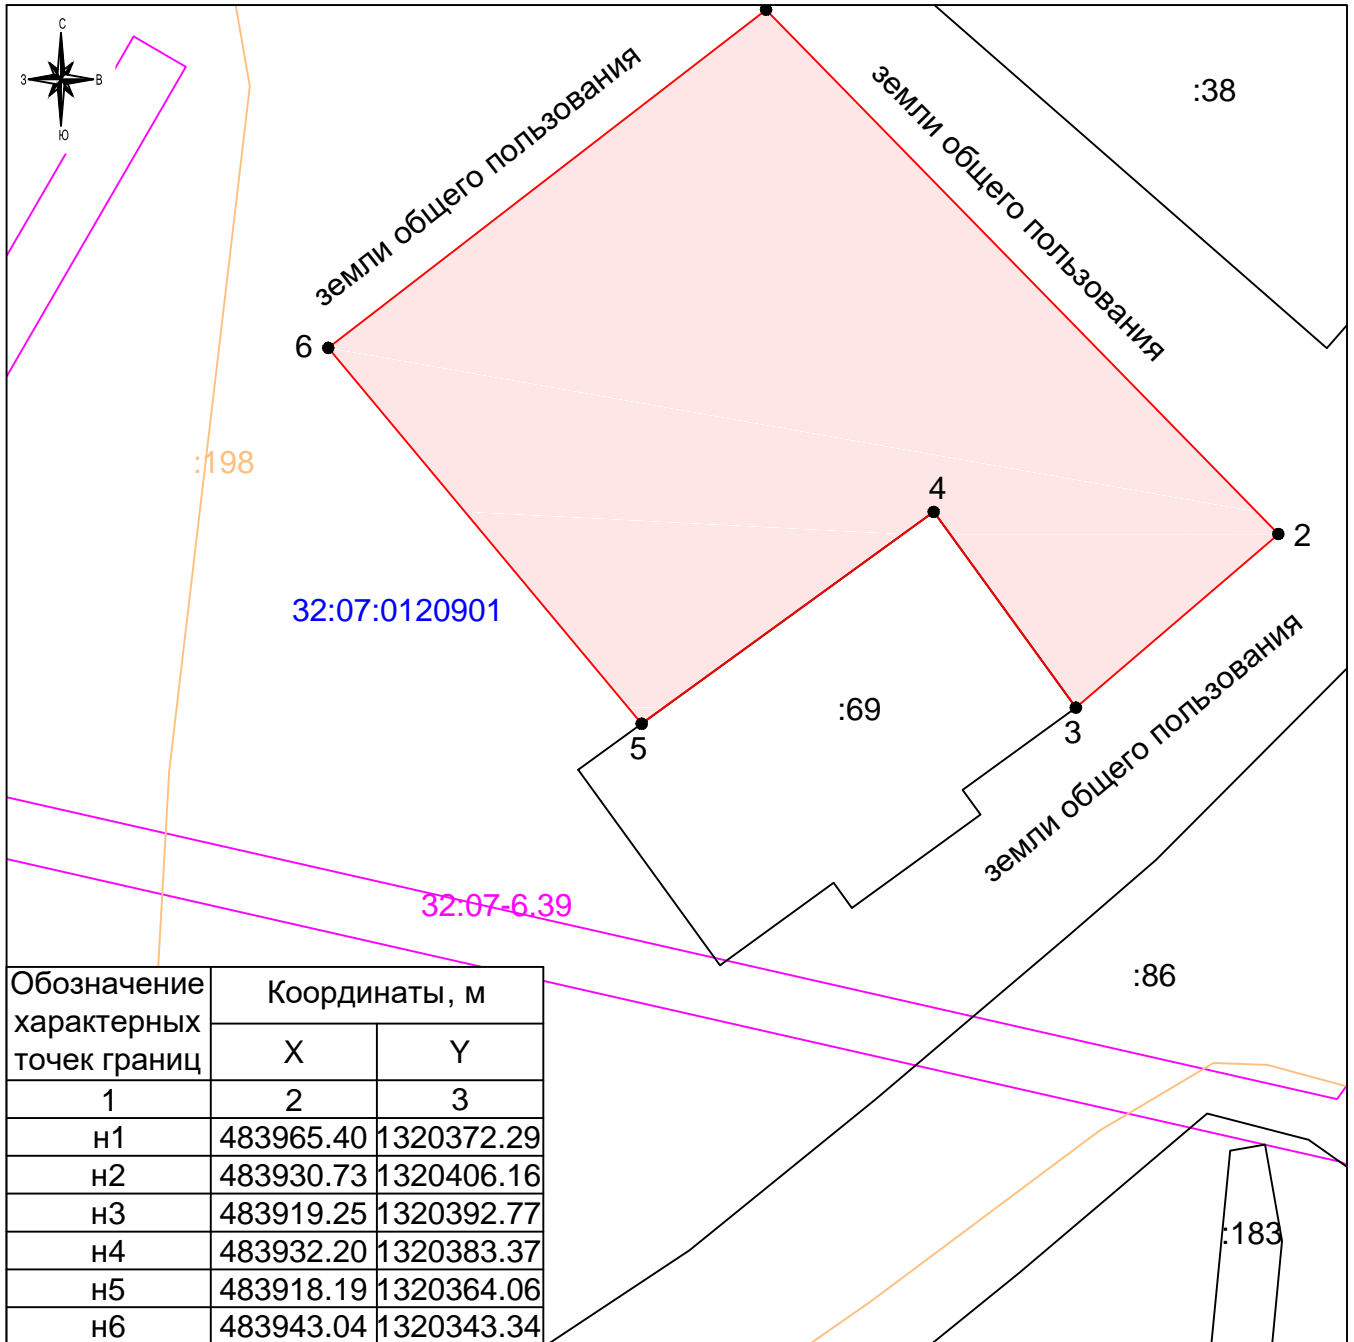 С
З
В
Ю
земли общего пользования
земли общего пользования
:38
6
:198
4
2
32:07:0120901
:69
3
5
земли общего пользования
32:07-6.39
:86
:183
Обозначение характерных точек границ
Координаты, м
X Y
1 2 3
н1 483965.40 1320372.29
н2 483930.73 1320406.16
н3 483919.25 1320392.77
н4 483932.20 1320383.37
н5 483918.19 1320364.06
н6 483943.04 1320343.34